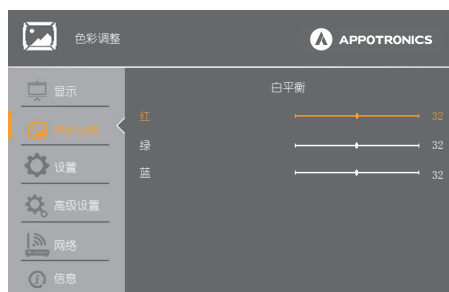 色彩调整
APPOTRONICS
显示
设置
高级设置
网络
信息
白平衡
红 32
绿 32
蓝 32